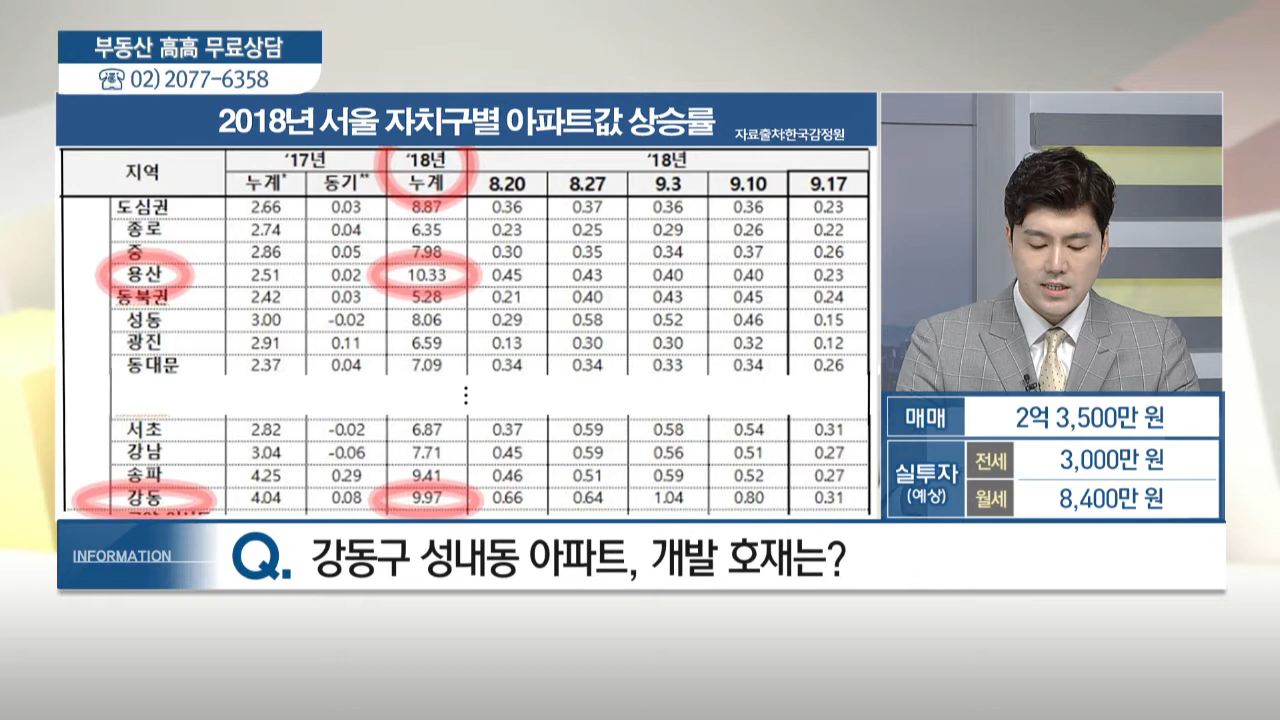 부동산 高高 무료상담
☏ 02) 2077-6358
2018년 서울 자치구별 아파트값 상승률 자료출처:한국감정원
지역 ´17년 ´18년 ´18년
누계* 동기** 누계 8.20 8.27 9.3 9.10 9.17
도심권 2.66 0.03 8.87 0.36 0.37 0.36 0.36 0.23
종로 2.74 0.04 6.35 0.23 0.25 0.29 0.26 0.22
중 2.86 0.05 7.98 0.30 0.35 0.34 0.37 0.26
용산 2.51 0.02 10.33 0.45 0.43 0.40 0.40 0.23
동북권 2.42 0.03 5.28 0.21 0.40 0.43 0.45 0.24
성동 3.00 -0.02 8.06 0.29 0.58 0.52 0.46 0.15
광진 2.91 0.11 6.59 0.13 0.30 0.30 0.32 0.12
동대문 2.37 0.04 7.09 0.34 0.34 0.33 0.34 0.26
⋮
서초 2.82 -0.02 6.87 0.37 0.59 0.58 0.54 0.31
강남 3.04 -0.06 7.71 0.45 0.59 0.56 0.51 0.27
송파 4.25 0.29 9.41 0.46 0.51 0.59 0.52 0.27
강동 4.04 0.08 9.97 0.66 0.64 1.04 0.80 0.31
매매 2억 3,500만 원
실투자 (예상)
전세 3,000만 원
월세 8,400만 원
INFORMATION
Q. 강동구 성내동 아파트, 개발 호재는?